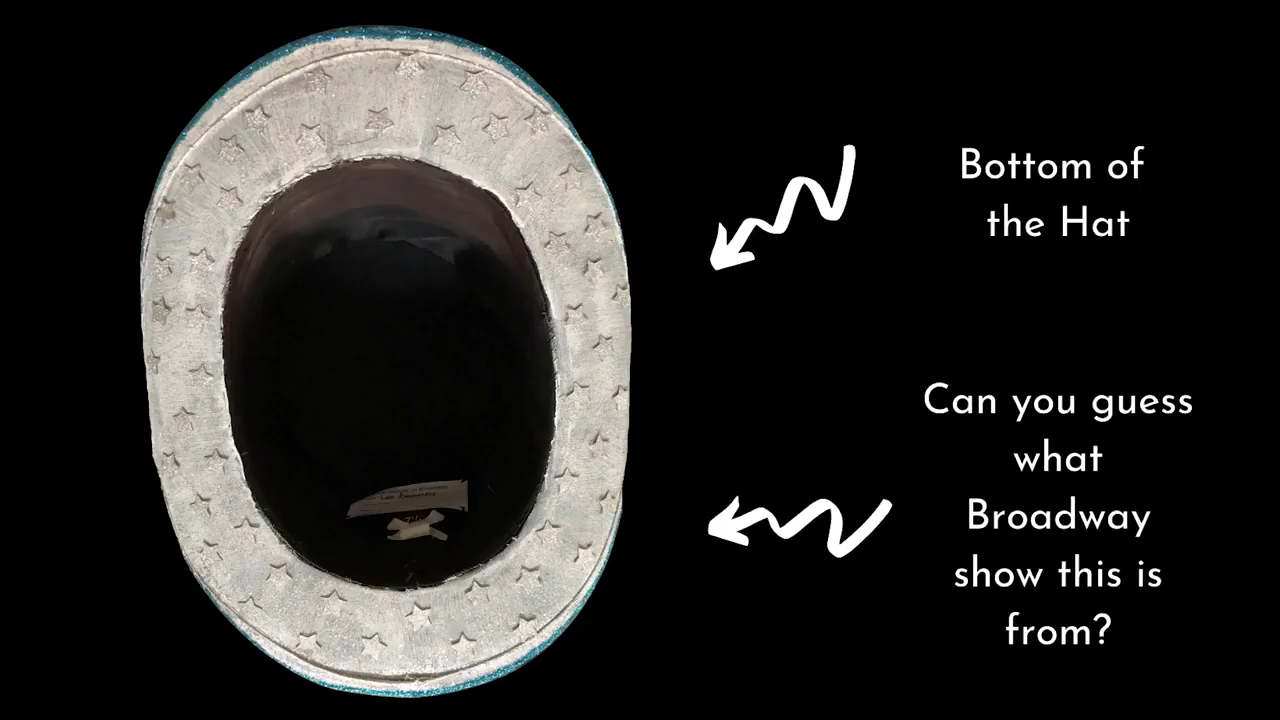 Bottom of
the Hat
Can you guess
what
Broadway
show this is
from?